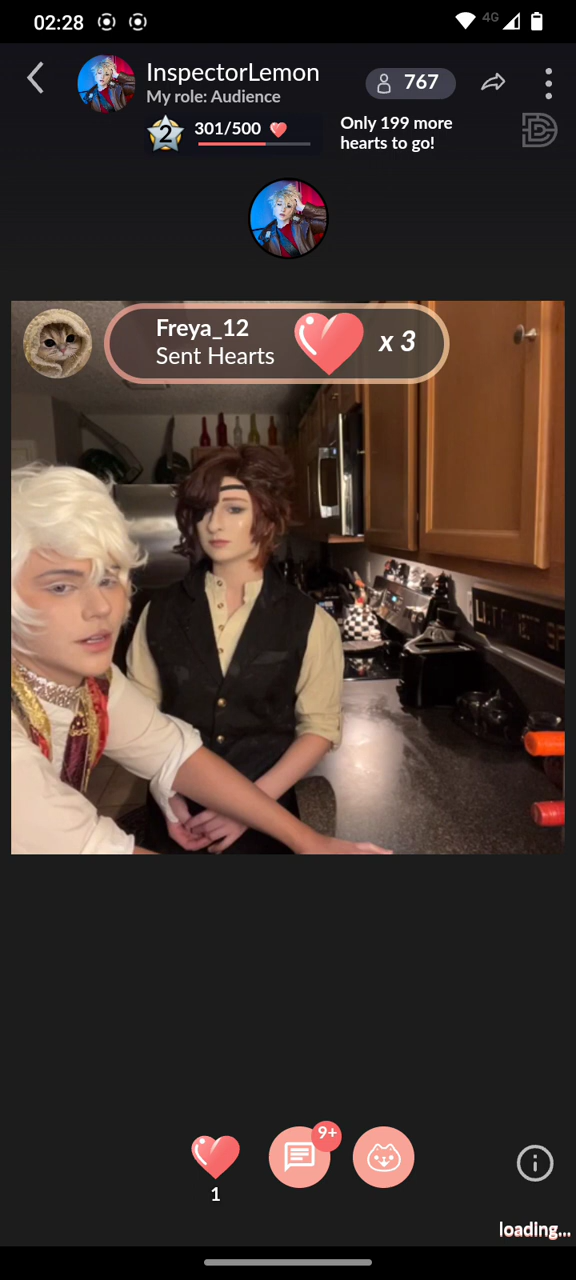 02:28
4G
InspectorLemon
My role: Audience
767
2
301/500
Only 199 more
hearts to go!
Freya_12
Sent Hearts
x 3
9+
1
loading...